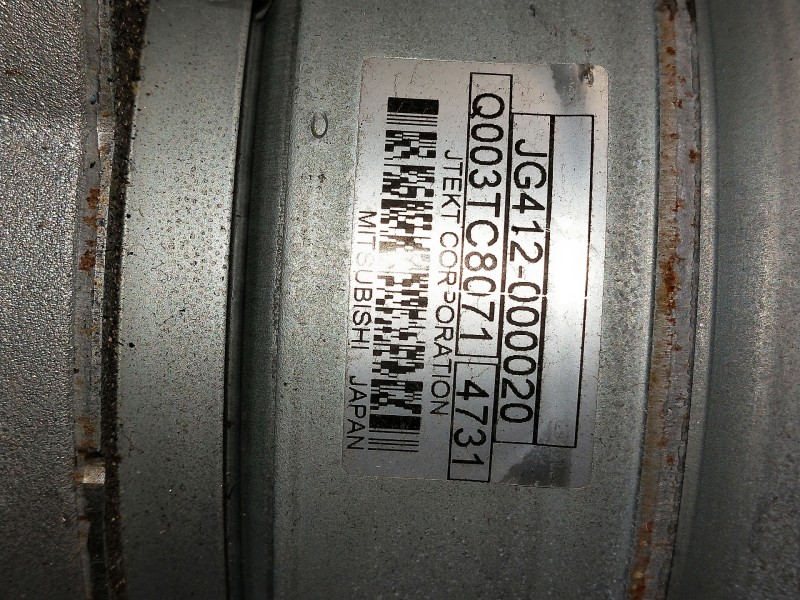 JG412-000020
Q003TC8071 4731
JTEKT CORPORATION
MITSUBISHI JAPAN